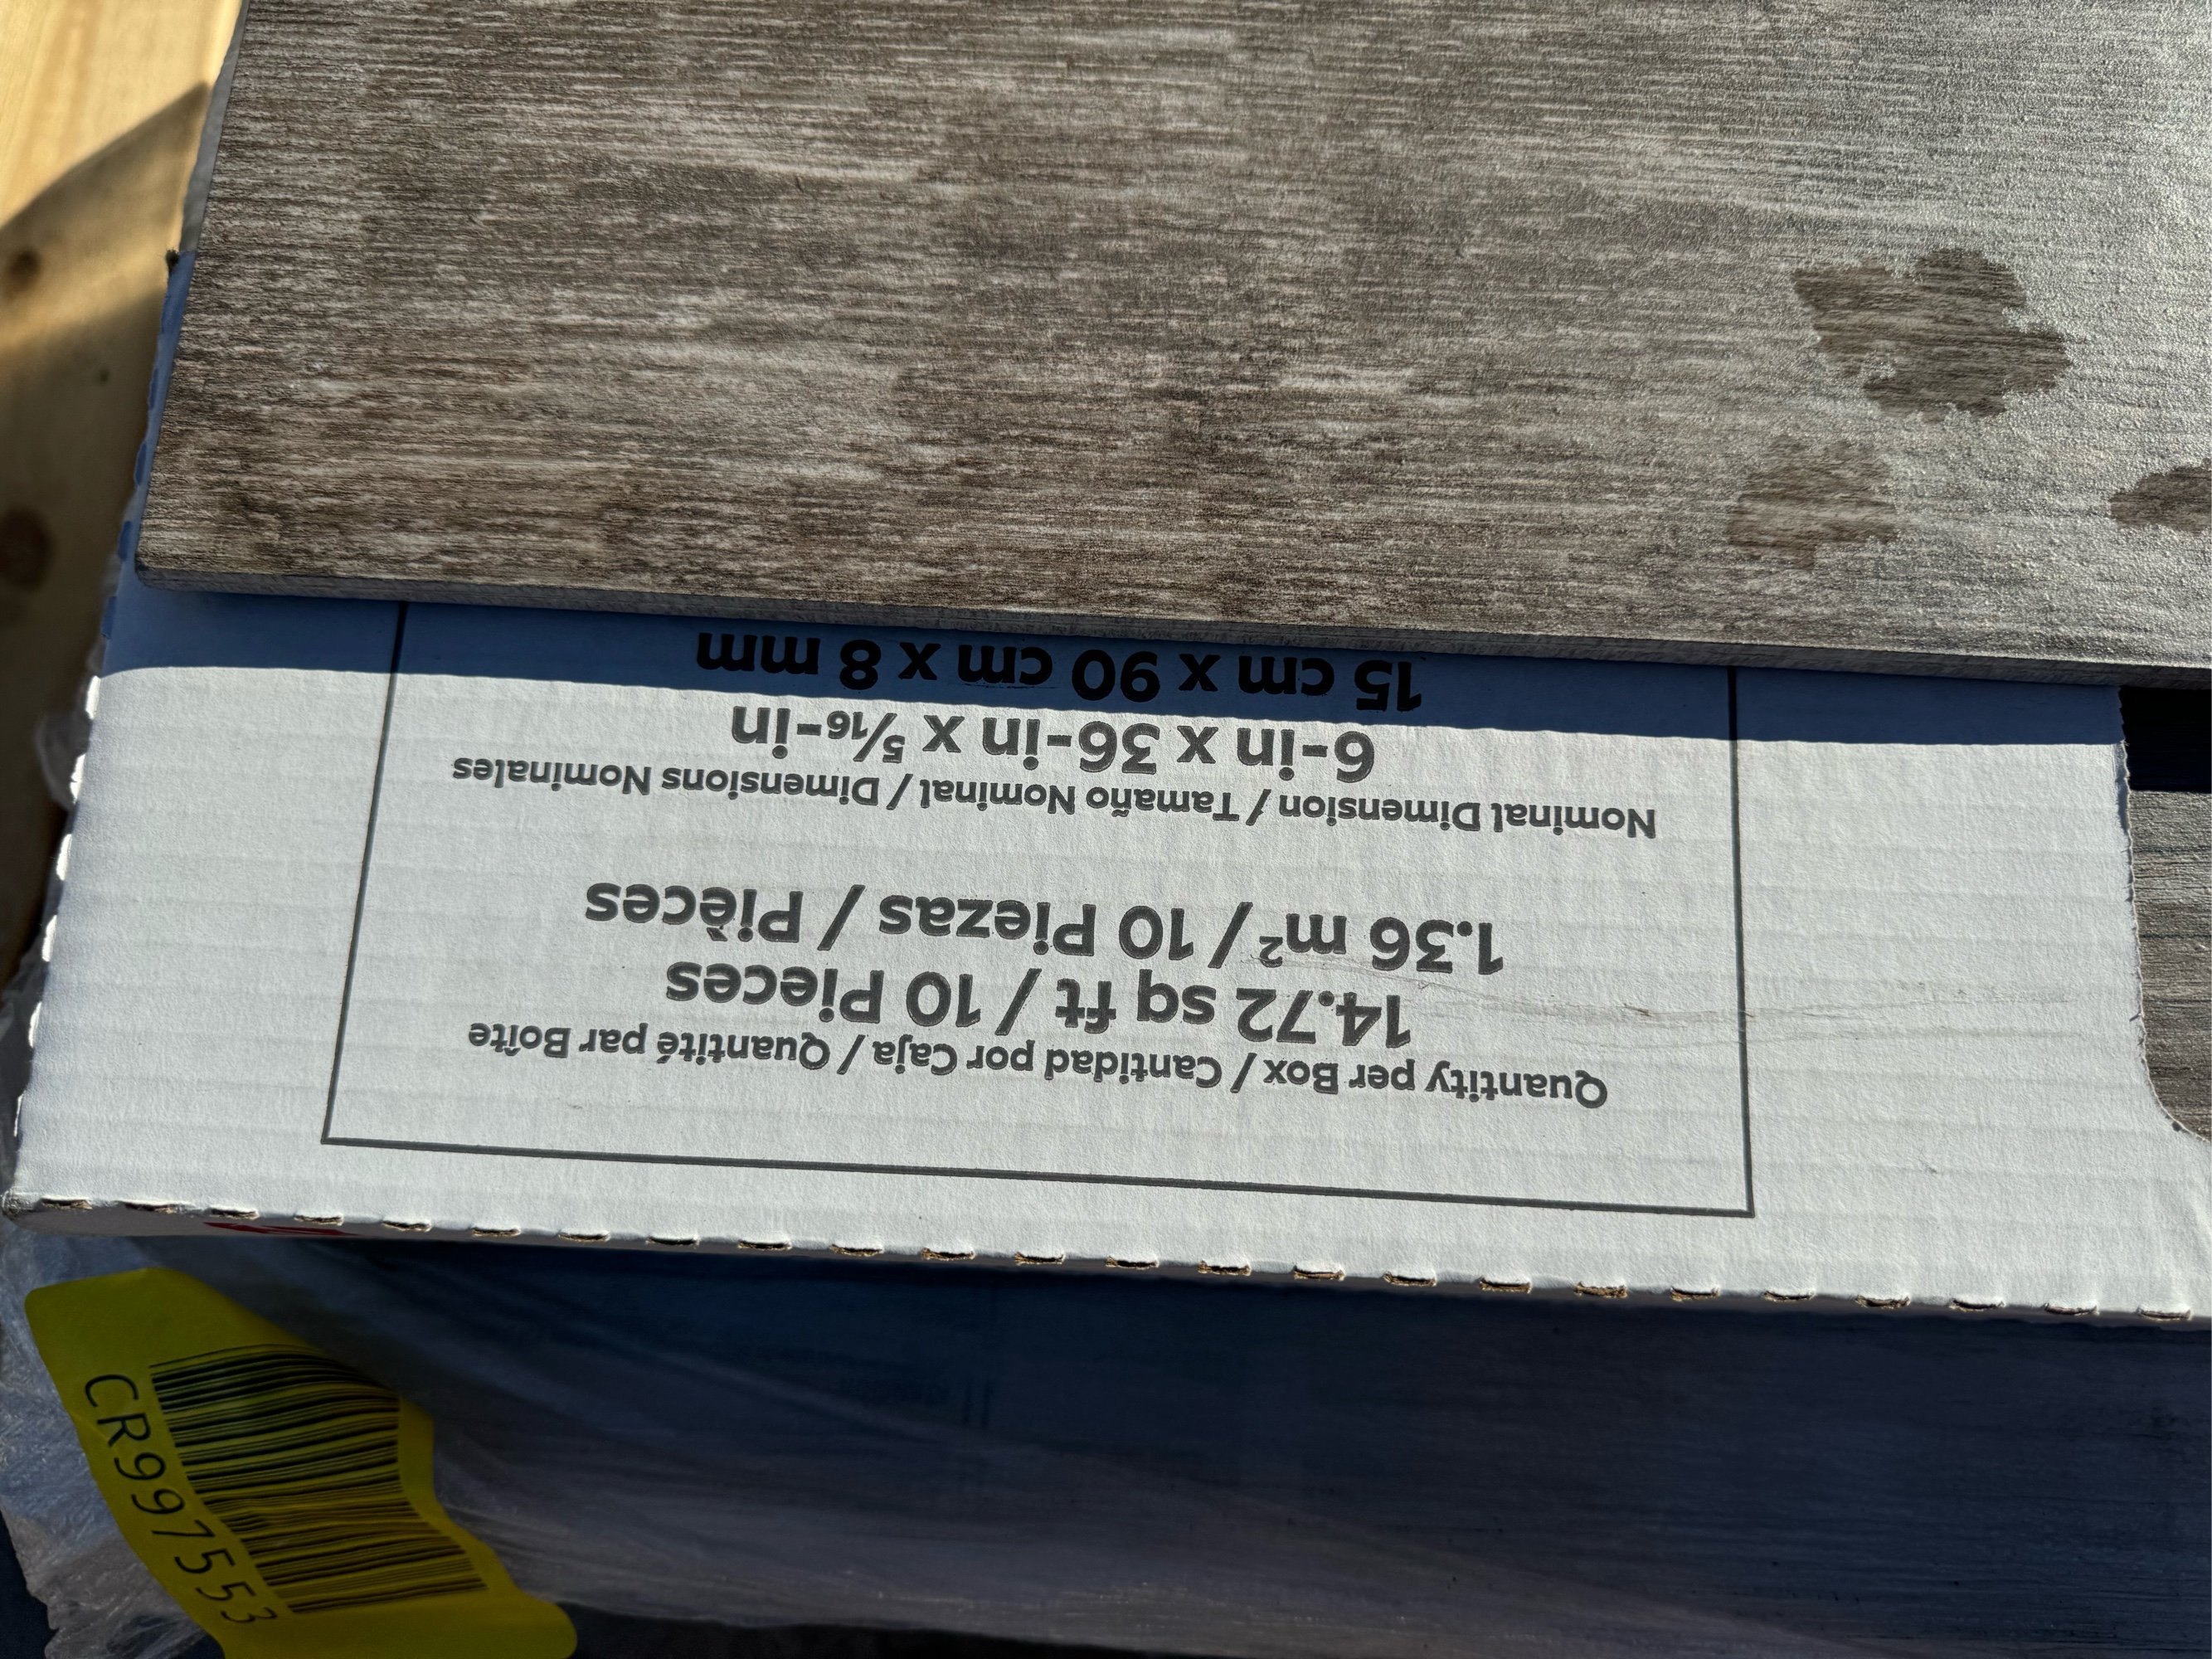 Quantity per Box / Cantidad por Caja / Quantité par Boîte
14.72 sq ft / 10 Pieces
1.36 m² / 10 Piezas / Pièces
Nominal Dimension / Tamaño Nominal / Dimensions Nominales
6-in x 36-in x 5/16-in
15 cm x 90 cm x 8 mm
CR997553